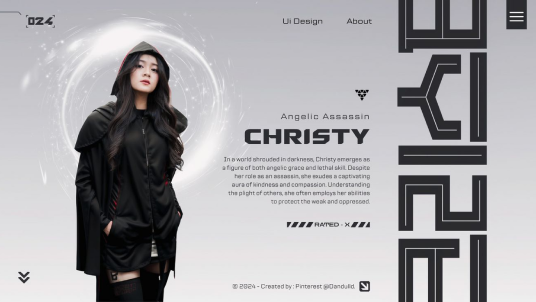 024
Ui Design
About
Angelic Assassin
CHRISTY
In a world shrouded in darkness, Christy emerges as
a figure of both angelic grace and lethal skill. Despite
her role as an assassin, she exudes a captivating
aura of kindness and compassion. Understanding
the plight of others, she often employs her abilities
to protect the weak and oppressed.
RATED - X
© 2024 - Created by : Pinterest @Dandulld.